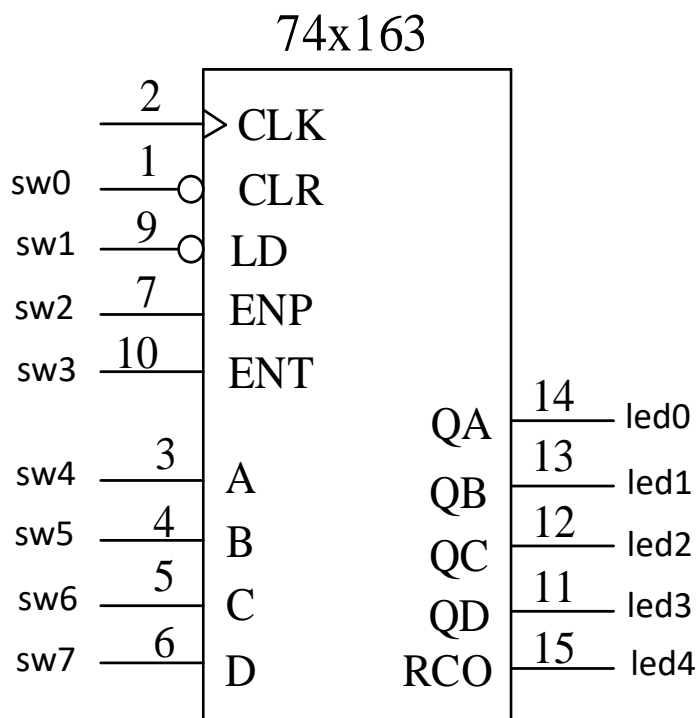 74x163
2 CLK
sw0 1 CLR
sw1 9 LD
sw2 7 ENP
sw3 10 ENT
QA 14 led0
sw4 3 A
QB 13 led1
sw5 4 B
QC 12 led2
sw6 5 C
QD 11 led3
sw7 6 D
RCO 15 led4